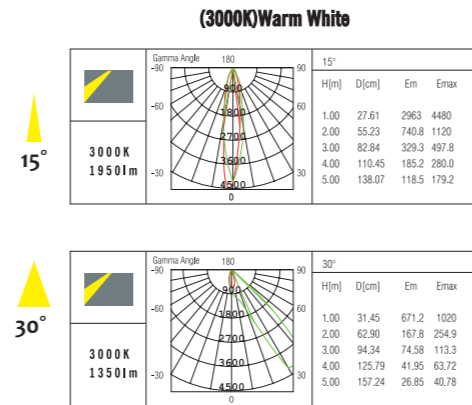 (3000K)Warm White
Gamma Angle 180
-90 90
-60 60
-30 30
0
900
1800
2700
3600
4500
15°
3000K
1950lm
15°
H[m] D[cm] Em Emax
1.00 27.61 2963 4480
2.00 55.23 740.8 1120
3.00 82.84 329.3 497.8
4.00 110.45 185.2 280.0
5.00 138.07 118.5 179.2
Gamma Angle 180
-90 90
-60 60
-30 30
0
900
1800
2700
3600
4500
30°
3000K
1350lm
30°
H[m] D[cm] Em Emax
1.00 31.45 671.2 1020
2.00 62.90 167.8 254.9
3.00 94.34 74.58 113.3
4.00 125.79 41.95 63.72
5.00 157.24 26.85 40.78